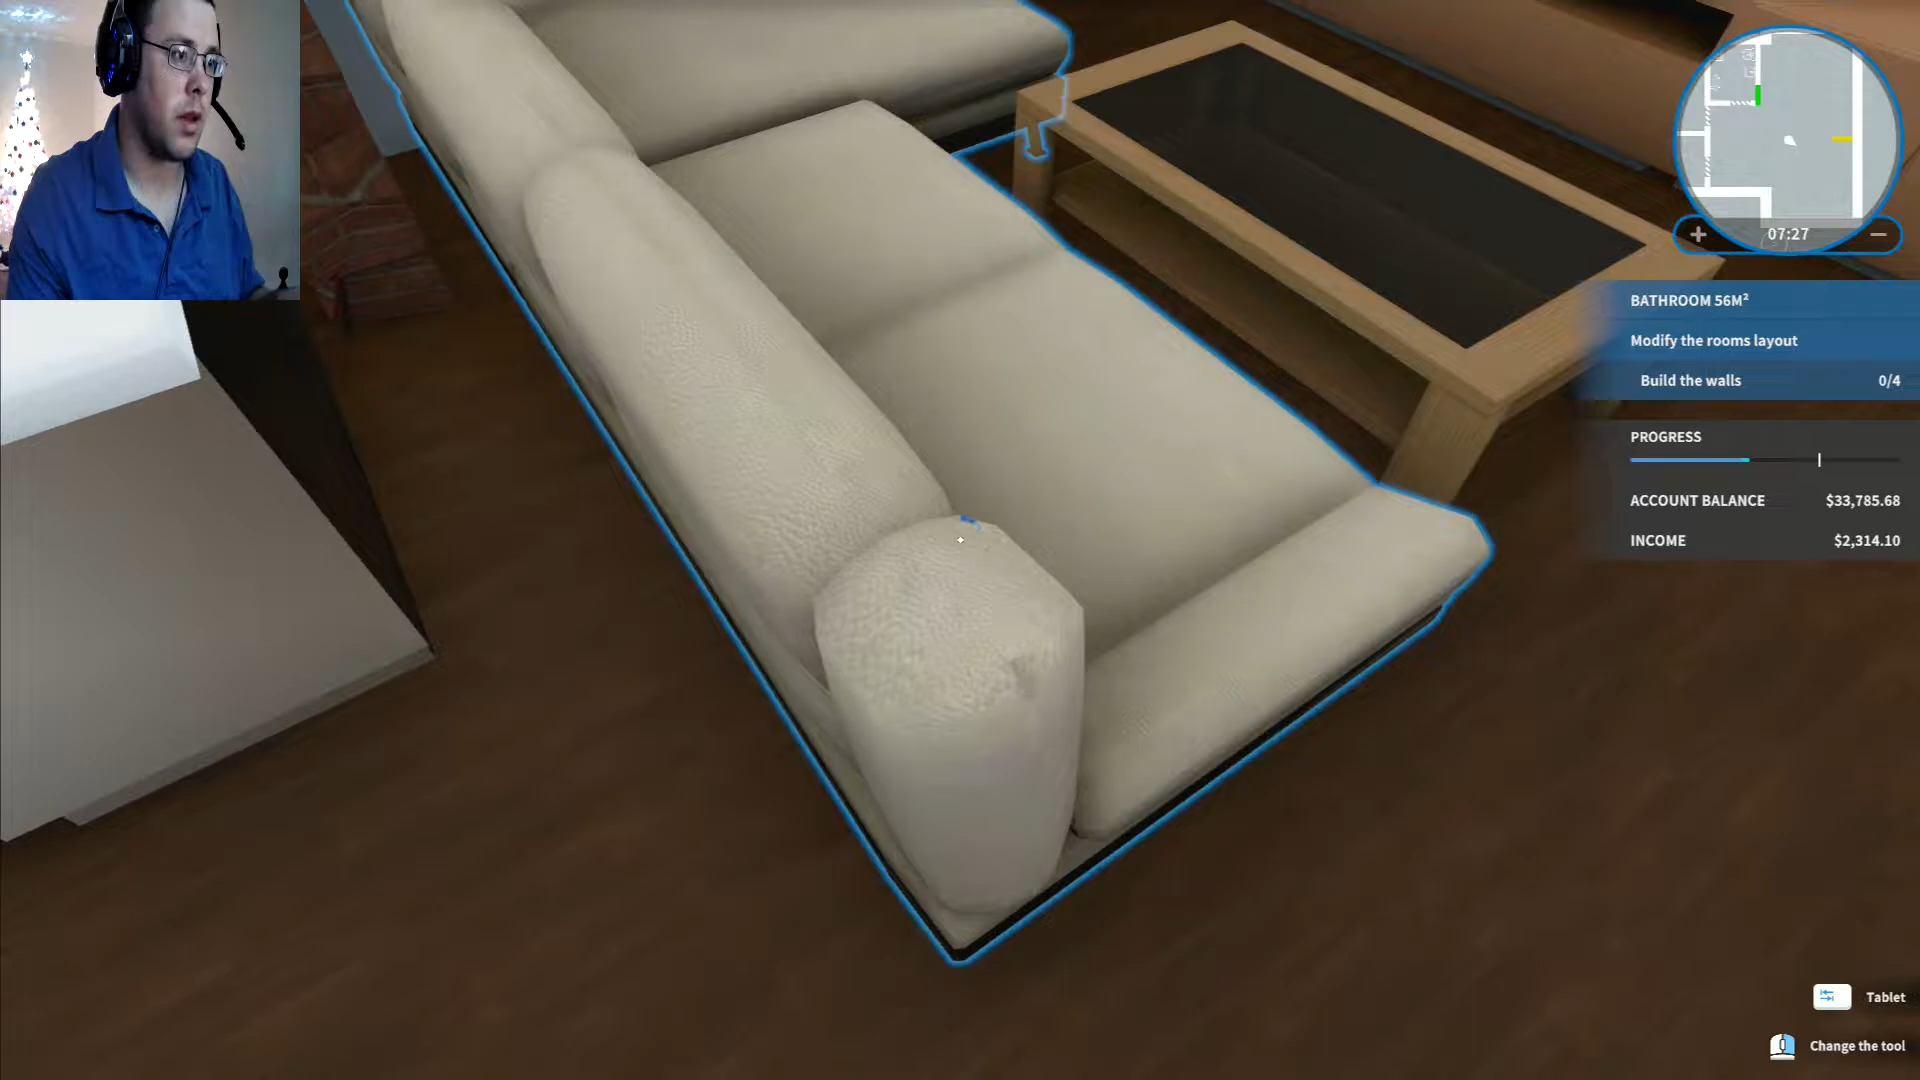 07:27
BATHROOM 56M²
Modify the rooms layout
Build the walls 0/4
PROGRESS
ACCOUNT BALANCE $33,785.68
INCOME $2,314.10
Tablet
Change the tool